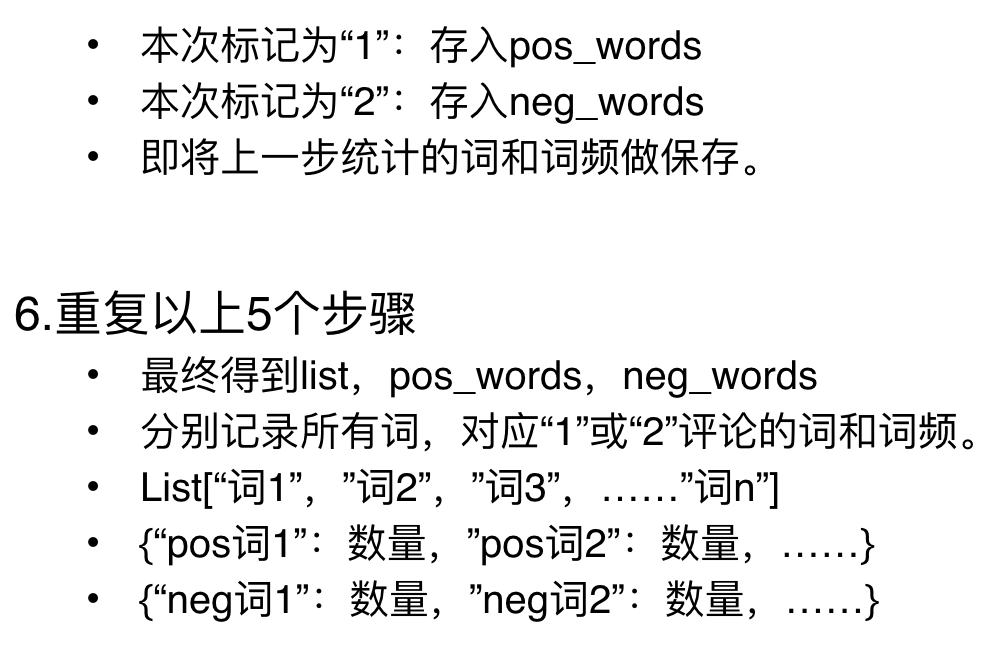 • 本次标记为“1”：存入pos_words
• 本次标记为“2”：存入neg_words
• 即将上一步统计的词和词频做保存。
6.重复以上5个步骤
• 最终得到list，pos_words，neg_words
• 分别记录所有词，对应“1”或“2”评论的词和词频。
• List[“词1”，”词2”，”词3”，……”词n”]
• {“pos词1”：数量，”pos词2”：数量，……}
• {“neg词1”：数量，”neg词2”：数量，……}